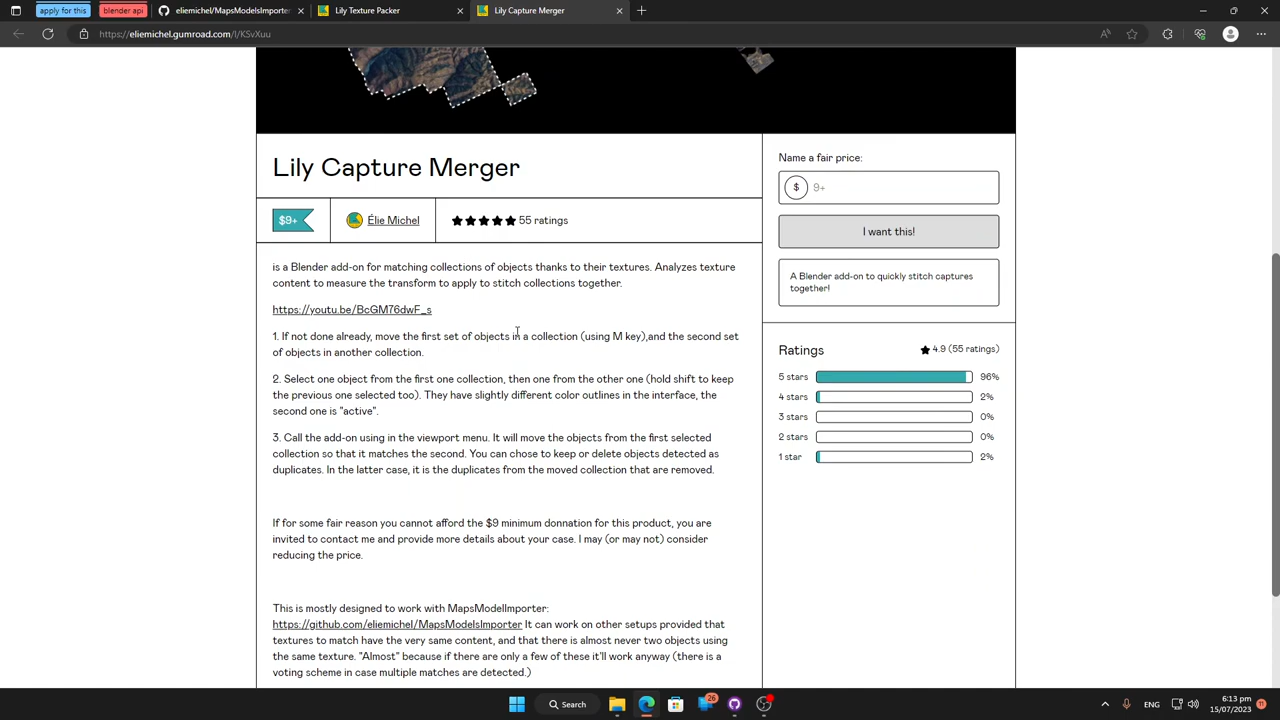 apply for this
blender api
eliemichel/MapsModelsImporter
Lily Texture Packer
Lily Capture Merger
https://eliemichel.gumroad.com/l/KSvXuu
Lily Capture Merger
$9+
Élie Michel
55 ratings
is a Blender add-on for matching collections of objects thanks to their textures. Analyzes texture
content to measure the transform to apply to stitch collections together.
https://youtu.be/BcGM76dwF_s
1. If not done already, move the first set of objects in a collection (using M key),and the second set
of objects in another collection.
2. Select one object from the first one collection, then one from the other one (hold shift to keep
the previous one selected too). They have slightly different color outlines in the interface, the
second one is "active".
3. Call the add-on using in the viewport menu. It will move the objects from the first selected
collection so that it matches the second. You can chose to keep or delete objects detected as
duplicates. In the latter case, it is the duplicates from the moved collection that are removed.
If for some fair reason you cannot afford the $9 minimum donnation for this product, you are
invited to contact me and provide more details about your case. I may (or may not) consider
reducing the price.
This is mostly designed to work with MapsModelImporter:
https://github.com/eliemichel/MapsModelsImporter It can work on other setups provided that
textures to match have the very same content, and that there is almost never two objects using
the same texture. "Almost" because if there are only a few of these it'll work anyway (there is a
voting scheme in case multiple matches are detected.)
Name a fair price:
$ 9+
I want this!
A Blender add-on to quickly stitch captures
together!
Ratings
4.9 (55 ratings)
5 stars 96%
4 stars 2%
3 stars 0%
2 stars 0%
1 star 2%
Search
26
ENG
6:13 pm
15/07/2023